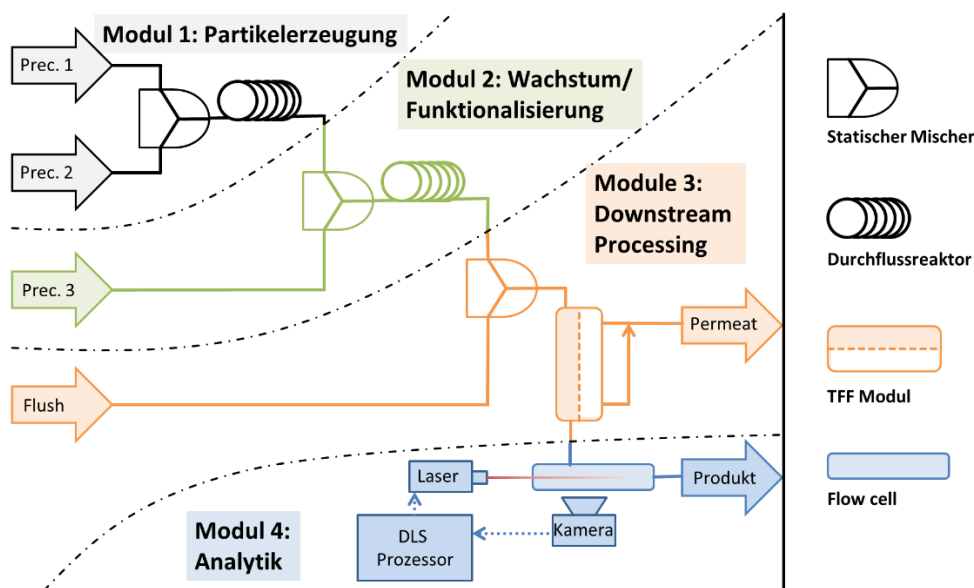 Modul 1: Partikelerzeugung
Prec. 1
Prec. 2
Modul 2: Wachstum/
Funktionalisierung
Prec. 3
Module 3:
Downstream
Processing
Flush
Permeat
Modul 4:
Analytik
Laser
DLS
Prozessor
Kamera
Produkt
Statischer Mischer
Durchflussreaktor
TFF Modul
Flow cell